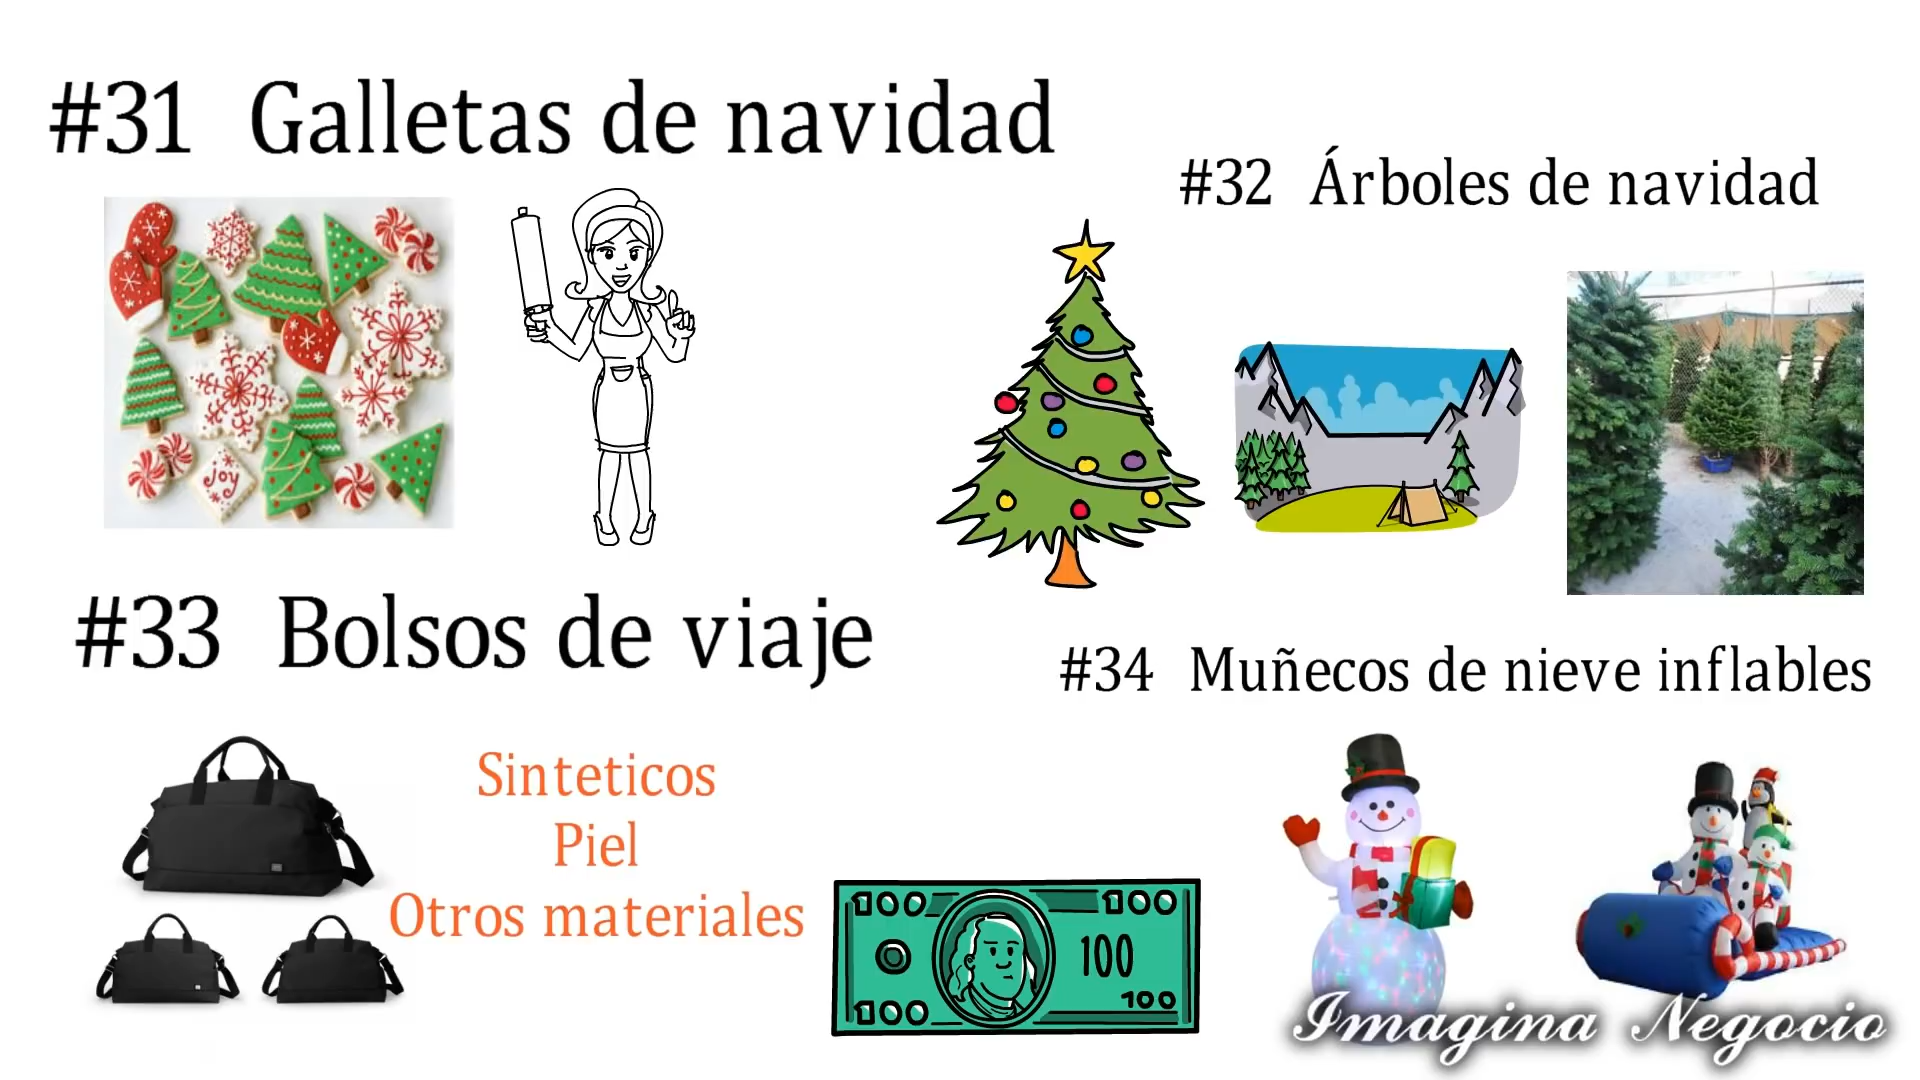 #31 Galletas de navidad
#32 Árboles de navidad
joy
#33 Bolsos de viaje
#34 Muñecos de nieve inflables
Sinteticos
Piel
Otros materiales
100 100
100
100 100
Imagina Negocio